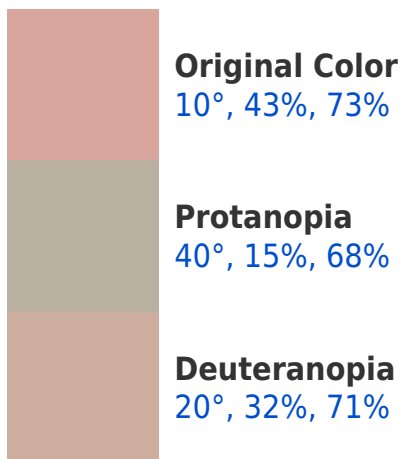 Original Color
10°, 43%, 73%
Protanopia
40°, 15%, 68%
Deuteranopia
20°, 32%, 71%